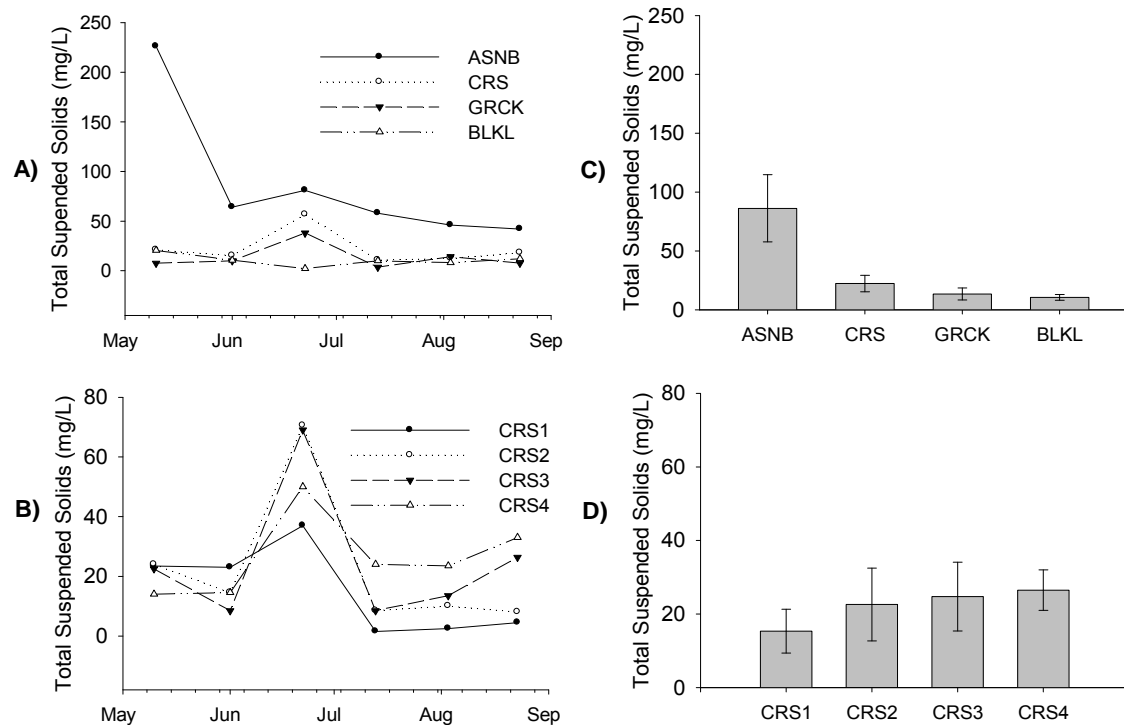 A)
Total Suspended Solids (mg/L)
250
200
150
100
50
0
May Jun Jul Aug Sep
ASNB
CRS
GRCK
BLKL
C)
Total Suspended Solids (mg/L)
250
200
150
100
50
0
ASNB CRS GRCK BLKL
B)
Total Suspended Solids (mg/L)
80
60
40
20
0
May Jun Jul Aug Sep
CRS1
CRS2
CRS3
CRS4
D)
Total Suspended Solids (mg/L)
80
60
40
20
0
CRS1 CRS2 CRS3 CRS4